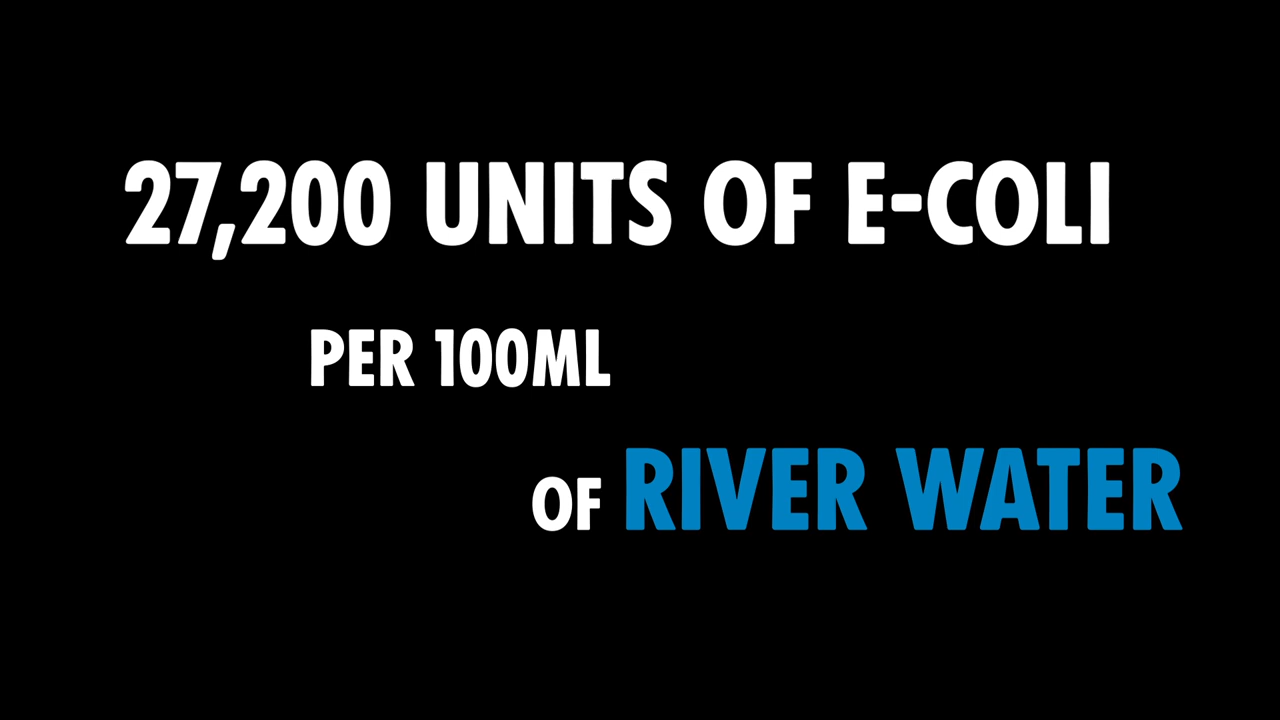 27,200 UNITS OF E-COLI
PER 100ML
OF RIVER WATER